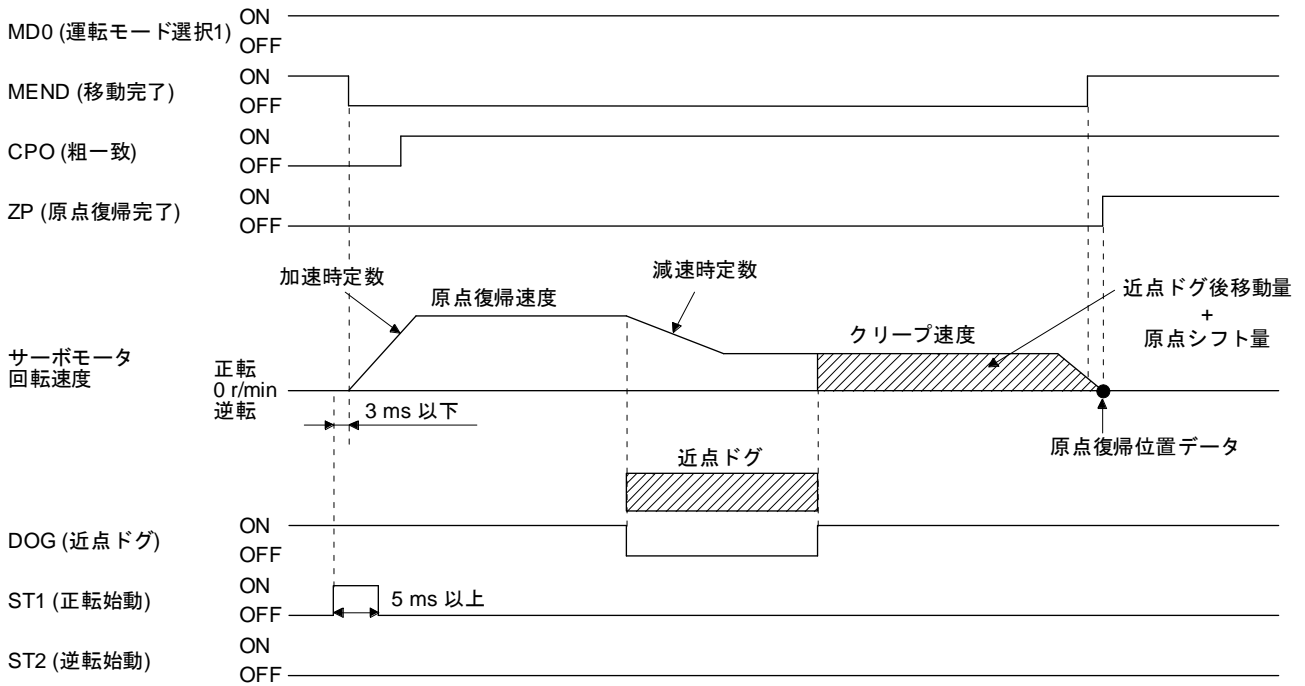 ON
MD0 (運転モード選択1)
OFF
ON
MEND (移動完了)
OFF
ON
CPO (粗一致)
OFF
ON
ZP (原点復帰完了)
OFF
加速時定数
原点復帰速度
減速時定数
クリープ速度
近点ドグ後移動量
+
原点シフト量
サーボモータ
回転速度
正転
0 r/min
逆転
3 ms 以下
原点復帰位置データ
近点ドグ
ON
DOG (近点ドグ)
OFF
ON
ST1 (正転始動)
OFF
5 ms 以上
ON
ST2 (逆転始動)
OFF